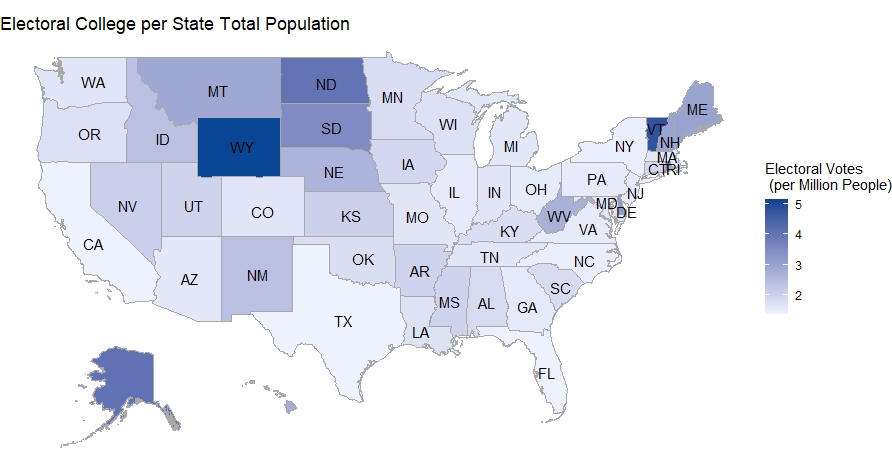 Electoral College per State Total Population
WA
MT
ND
MN
ME
OR
ID
WY
SD
WI
MI
NY
VT
NH
MA
CT
RI
NE
IA
PA
NJ
NV
UT
CO
KS
MO
IL
IN
OH
MD
DE
WV
VA
KY
CA
AZ
NM
OK
AR
TN
NC
SC
MS
AL
GA
TX
LA
FL
Electoral Votes
(per Million People)
5
4
3
2